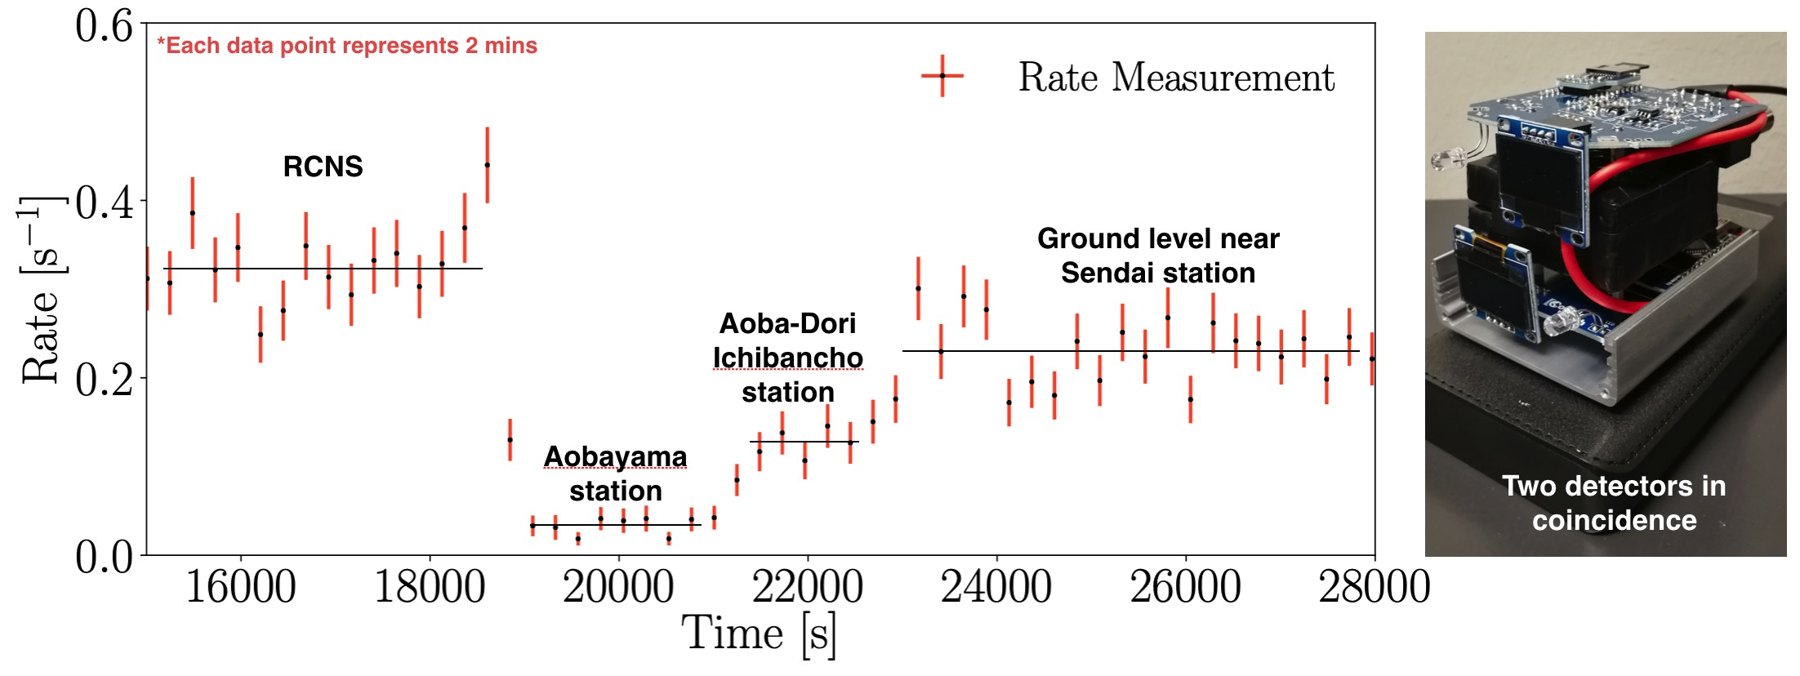 *Each data point represents 2 mins
Rate Measurement
RCNS
Ground level near
Sendai station
Aoba-Dori
Ichibancho
station
Aobayama
station
Rate [s⁻¹]
0.6
0.4
0.2
0.0
16000 18000 20000 22000 24000 26000 28000
Time [s]
Two detectors in
coincidence